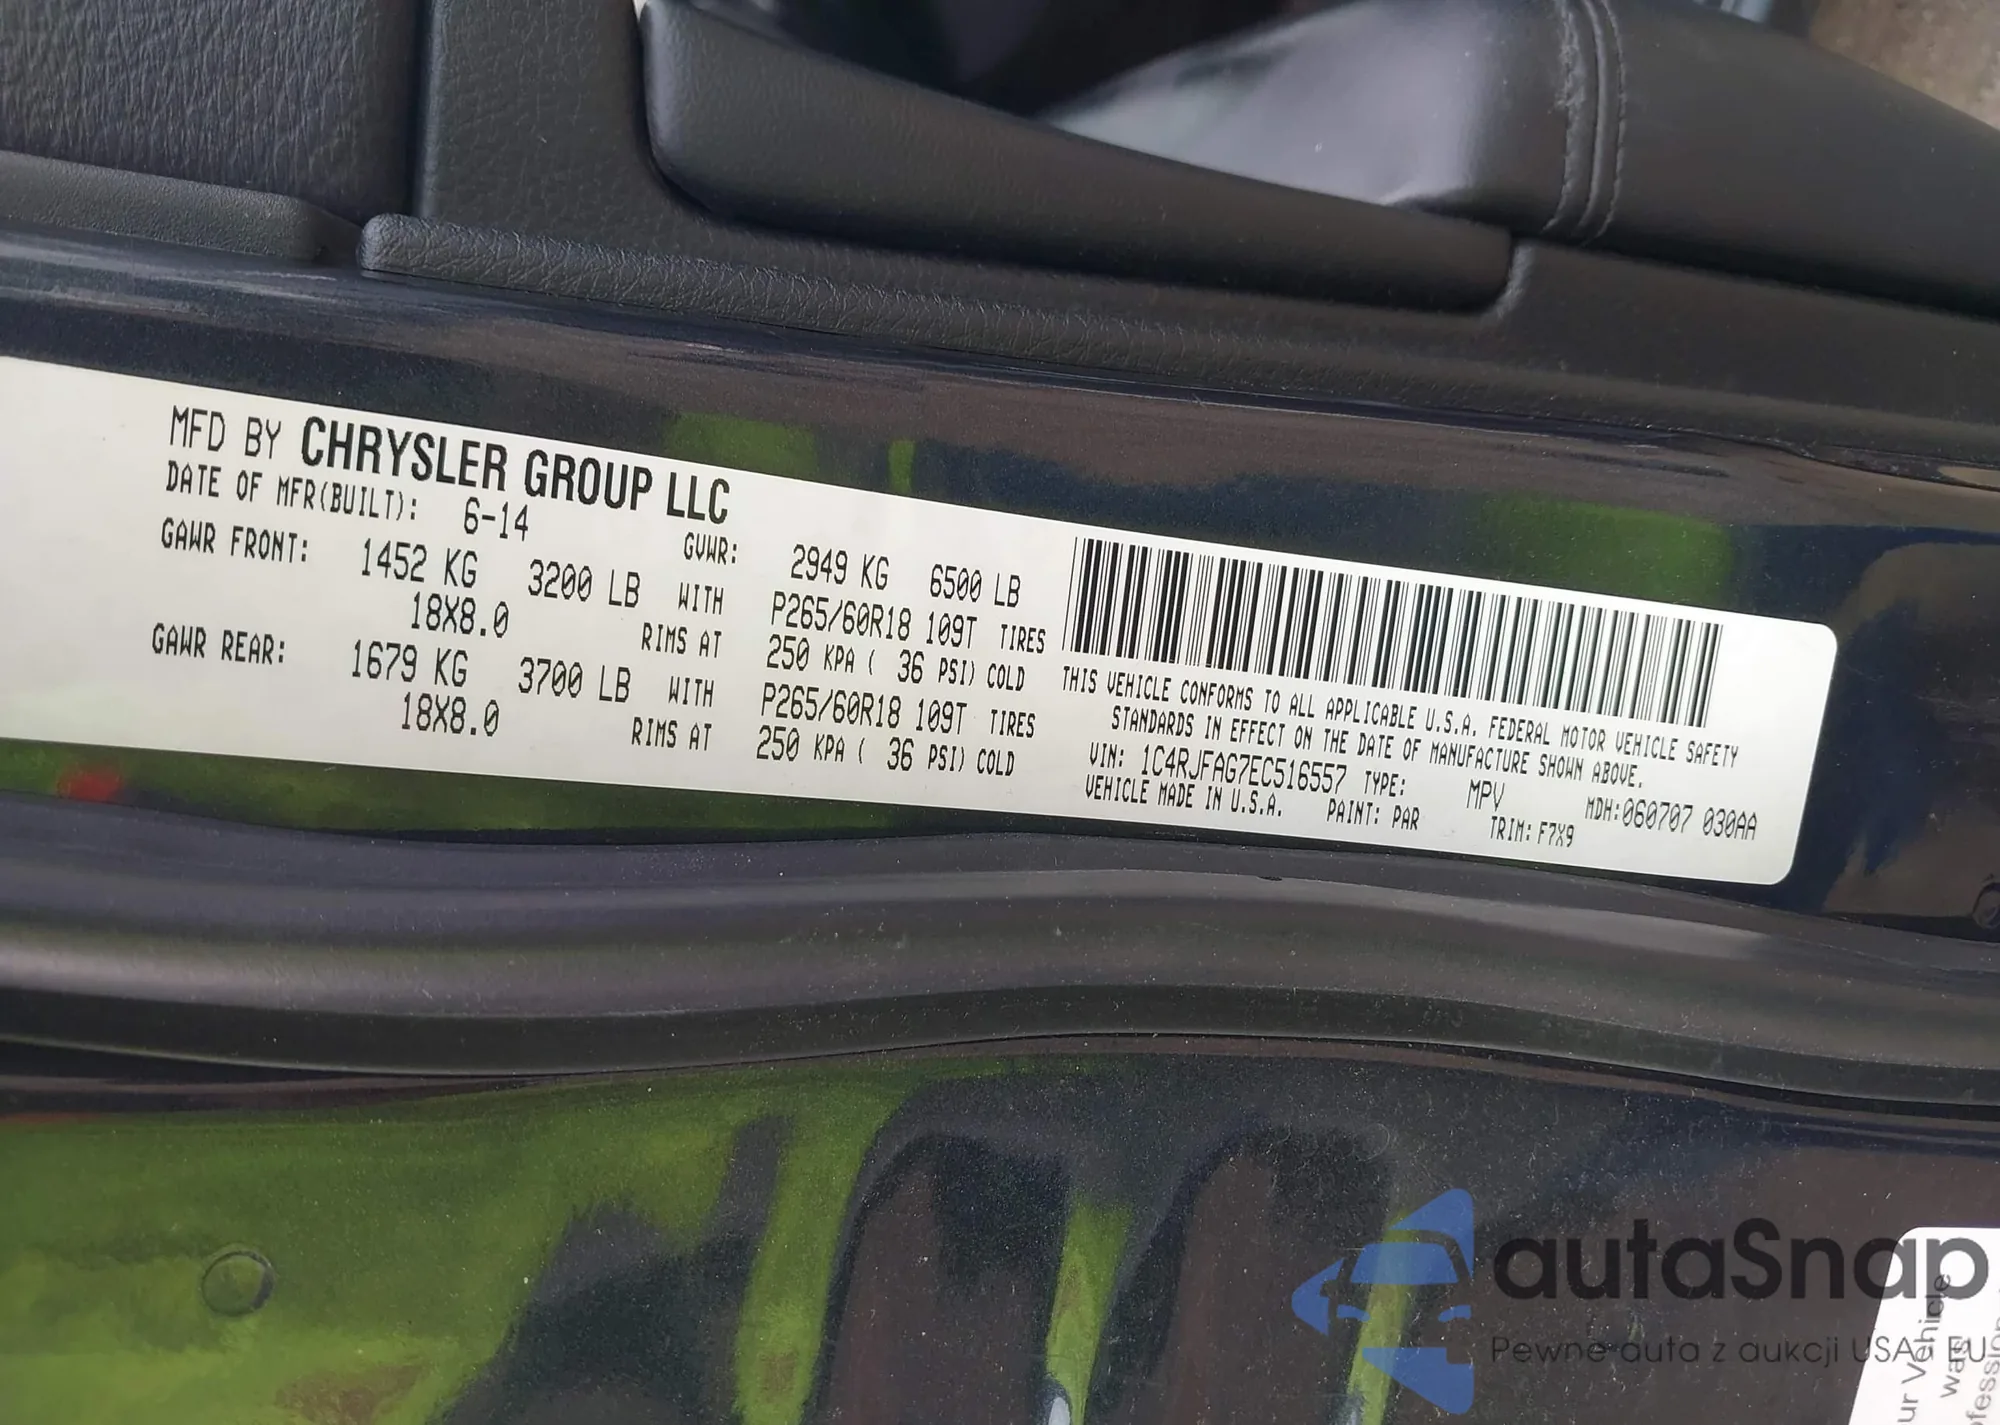 MFD BY CHRYSLER GROUP LLC
DATE OF MFR(BUILT): 6-14 GVWR: 2949 KG 6500 LB
GAWR FRONT: 1452 KG 3200 LB WITH P265/60R18 109T TIRES
18X8.0 RIMS AT 250 KPA ( 36 PSI) COLD
GAWR REAR: 1679 KG 3700 LB WITH P265/60R18 109T TIRES
18X8.0 RIMS AT 250 KPA ( 36 PSI) COLD
THIS VEHICLE CONFORMS TO ALL APPLICABLE U.S.A. FEDERAL MOTOR VEHICLE SAFETY
STANDARDS IN EFFECT ON THE DATE OF MANUFACTURE SHOWN ABOVE.
VIN: 1C4RJFAG7EC516557 TYPE: MPV MDH:060707 030AA
VEHICLE MADE IN U.S.A. PAINT: PAR TRIM: F7X9
autaSnap
Pewne auta z aukcji USA i EU
ur Vehicle
was